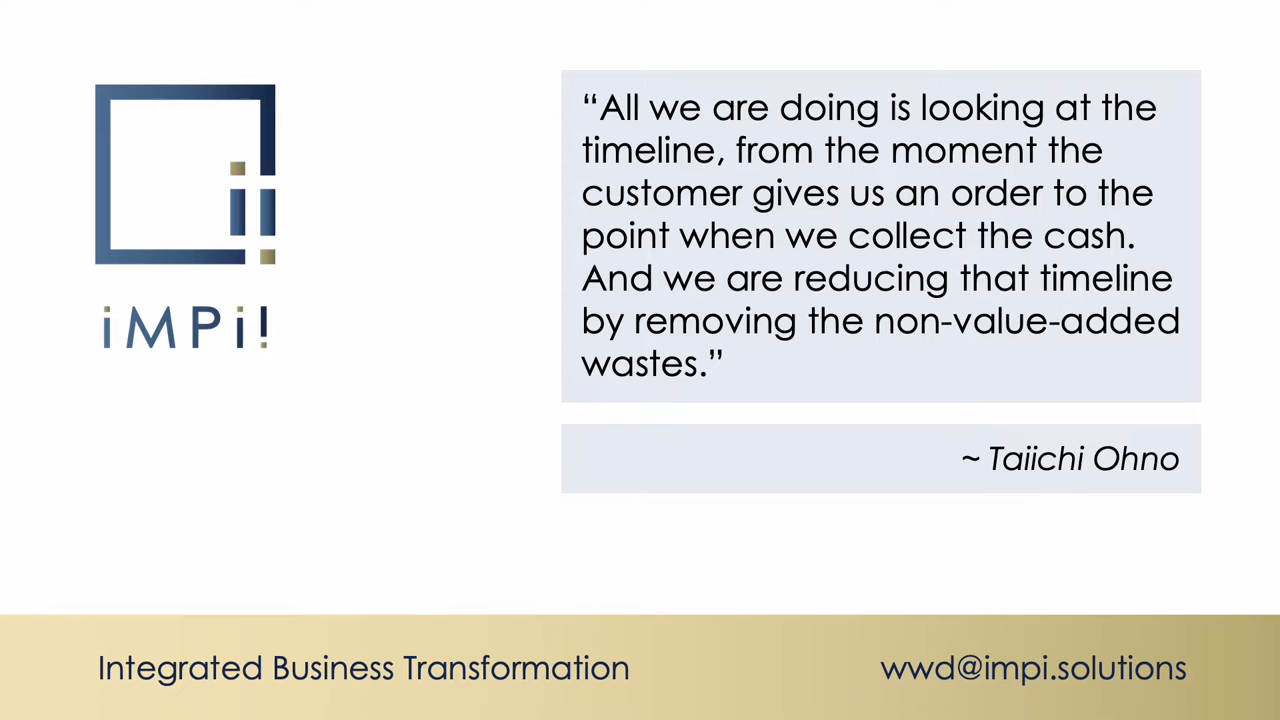 iMPi!
“All we are doing is looking at the
timeline, from the moment the
customer gives us an order to the
point when we collect the cash.
And we are reducing that timeline
by removing the non-value-added
wastes.”
~ Taiichi Ohno
Integrated Business Transformation
wwd@impi.solutions